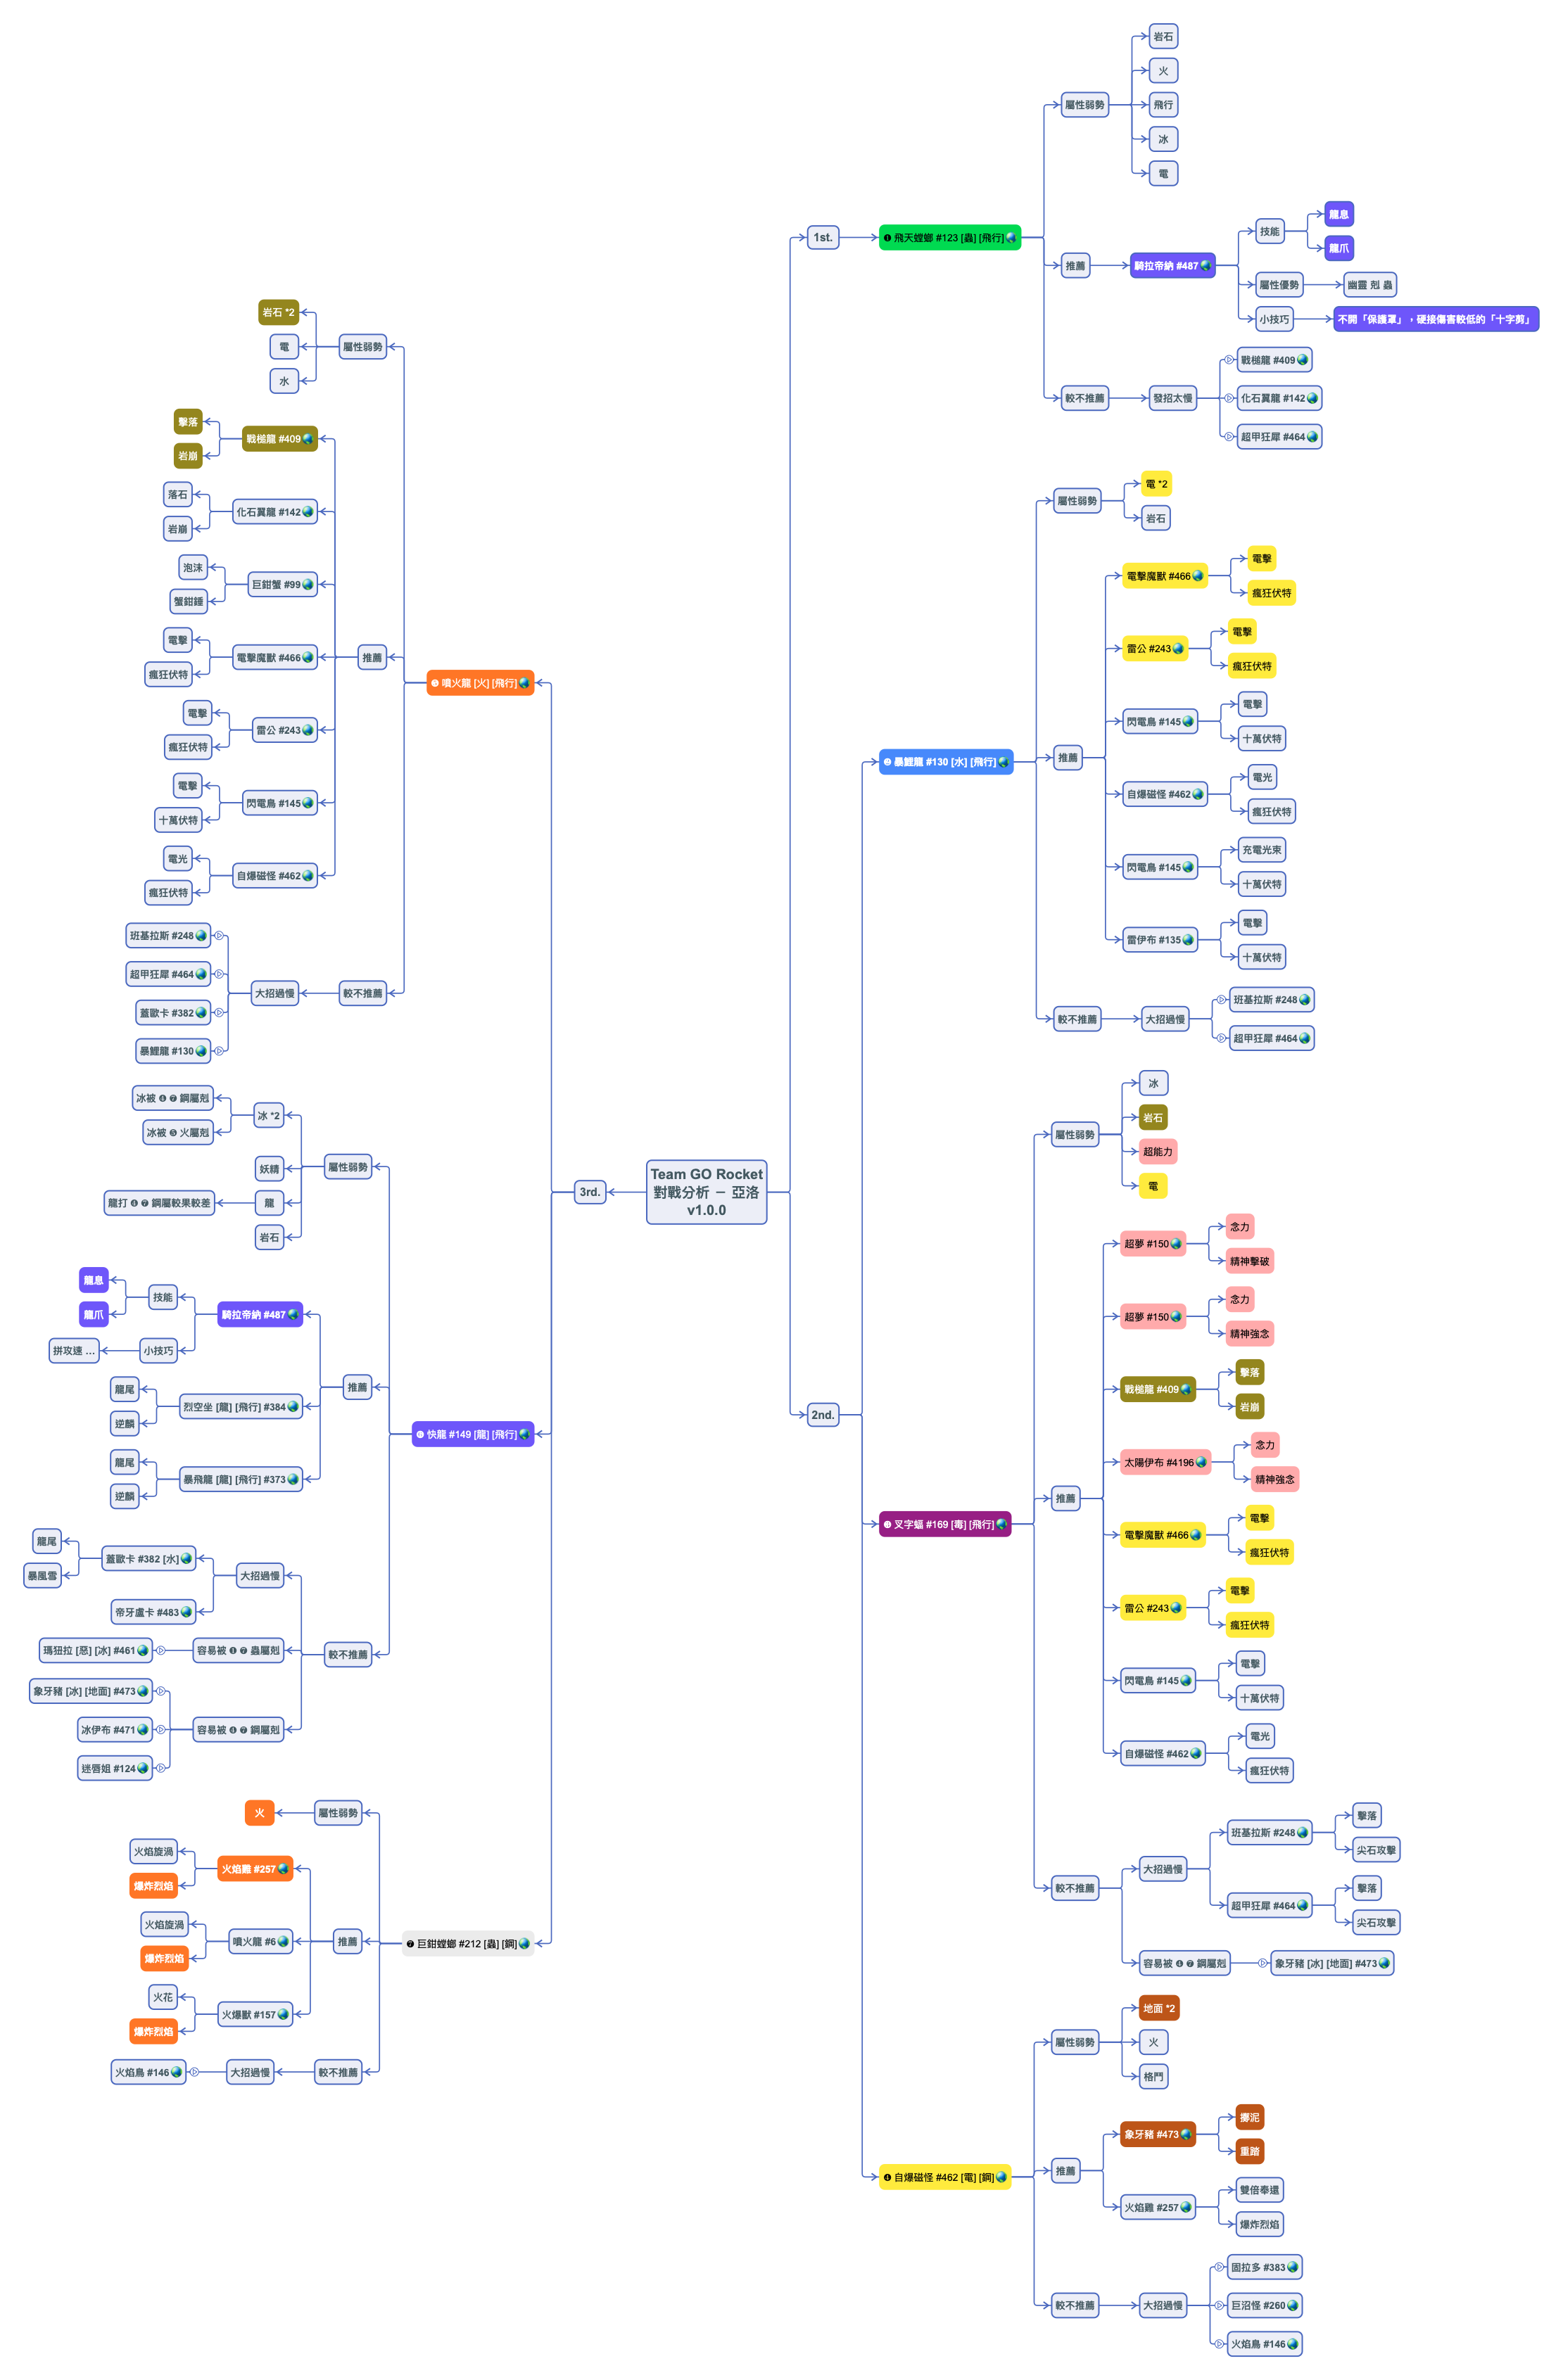 Team GO Rocket
對戰分析 － 亞洛
v1.0.0
1st.
❶ 飛天螳螂 #123 [蟲] [飛行]
屬性弱勢
岩石
火
飛行
冰
電
推薦
騎拉帝納 #487
技能
龍息
龍爪
屬性優勢
幽靈 剋 蟲
小技巧
不開「保護罩」，硬接傷害較低的「十字剪」
較不推薦
發招太慢
戰槌龍 #409
化石翼龍 #142
超甲狂犀 #464
2nd.
❷ 暴鯉龍 #130 [水] [飛行]
屬性弱勢
電 *2
岩石
推薦
電擊魔獸 #466
電擊
瘋狂伏特
雷公 #243
電擊
瘋狂伏特
閃電鳥 #145
電擊
十萬伏特
自爆磁怪 #462
電光
瘋狂伏特
閃電鳥 #145
充電光束
十萬伏特
雷伊布 #135
電擊
十萬伏特
較不推薦
大招過慢
班基拉斯 #248
超甲狂犀 #464
❸ 叉字蝠 #169 [毒] [飛行]
屬性弱勢
冰
岩石
超能力
電
推薦
超夢 #150
念力
精神擊破
超夢 #150
念力
精神強念
戰槌龍 #409
擊落
岩崩
太陽伊布 #4196
念力
精神強念
電擊魔獸 #466
電擊
瘋狂伏特
雷公 #243
電擊
瘋狂伏特
閃電鳥 #145
電擊
十萬伏特
自爆磁怪 #462
電光
瘋狂伏特
較不推薦
大招過慢
班基拉斯 #248
擊落
尖石攻擊
超甲狂犀 #464
擊落
尖石攻擊
容易被 ❹ ❼ 鋼屬剋
象牙豬 [冰] [地面] #473
❹ 自爆磁怪 #462 [電] [鋼]
屬性弱勢
地面 *2
火
格鬥
推薦
象牙豬 #473
擲泥
重踏
火焰雞 #257
雙倍奉還
爆炸烈焰
較不推薦
大招過慢
固拉多 #383
巨沼怪 #260
火焰鳥 #146
3rd.
❺ 噴火龍 [火] [飛行]
屬性弱勢
岩石 *2
電
水
推薦
戰槌龍 #409
擊落
岩崩
化石翼龍 #142
落石
岩崩
巨鉗蟹 #99
泡沫
蟹鉗錘
電擊魔獸 #466
電擊
瘋狂伏特
雷公 #243
電擊
瘋狂伏特
閃電鳥 #145
電擊
十萬伏特
自爆磁怪 #462
電光
瘋狂伏特
較不推薦
大招過慢
班基拉斯 #248
超甲狂犀 #464
蓋歐卡 #382
暴鯉龍 #130
❻ 快龍 #149 [龍] [飛行]
屬性弱勢
冰 *2
冰被 ❹ ❼ 鋼屬剋
冰被 ❺ 火屬剋
妖精
龍
龍打 ❹ ❼ 鋼屬較果較差
岩石
推薦
騎拉帝納 #487
技能
龍息
龍爪
小技巧
拼攻速 ...
烈空坐 [龍] [飛行] #384
龍尾
逆麟
暴飛龍 [龍] [飛行] #373
龍尾
逆麟
較不推薦
大招過慢
蓋歐卡 #382 [水]
龍尾
暴風雪
帝牙盧卡 #483
容易被 ❶ ❼ 蟲屬剋
瑪狃拉 [惡] [冰] #461
容易被 ❹ ❼ 鋼屬剋
象牙豬 [冰] [地面] #473
冰伊布 #471
迷唇姐 #124
❼ 巨鉗螳螂 #212 [蟲] [鋼]
屬性弱勢
火
推薦
火焰雞 #257
火焰旋渦
爆炸烈焰
噴火龍 #6
火焰旋渦
爆炸烈焰
火爆獸 #157
火花
爆炸烈焰
較不推薦
大招過慢
火焰鳥 #146